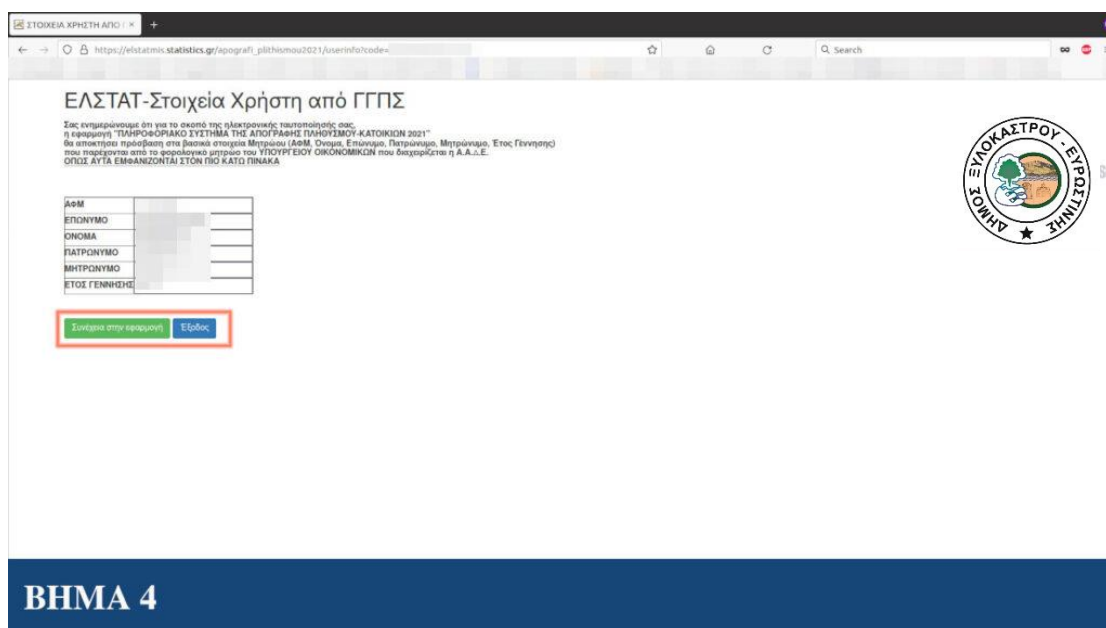 ΣΤΟΙΧΕΙΑ ΧΡΗΣΤΗ ΑΠΟ
https://elstatmis.statistics.gr/apografi_plithismou2021/userinfo?code=
Search
ΕΛΣΤΑΤ-Στοιχεία Χρήστη από ΓΓΠΣ
Σας ενημερώνουμε ότι για το σκοπό της ηλεκτρονικής ταυτοποίησής σας,
η εφαρμογή "ΠΛΗΡΟΦΟΡΙΑΚΟ ΣΥΣΤΗΜΑ ΤΗΣ ΑΠΟΓΡΑΦΗΣ ΠΛΗΘΥΣΜΟΥ-ΚΑΤΟΙΚΙΩΝ 2021"
θα αποκτήσει πρόσβαση στα βασικά στοιχεία Μητρώου (ΑΦΜ, Όνομα, Επώνυμο, Πατρώνυμο, Μητρώνυμο, Έτος Γέννησης)
που παρέχονται από το φορολογικό μητρώο του ΥΠΟΥΡΓΕΙΟΥ ΟΙΚΟΝΟΜΙΚΩΝ που διαχειρίζεται η Α.Α.Δ.Ε.
ΟΠΩΣ ΑΥΤΑ ΕΜΦΑΝΙΖΟΝΤΑΙ ΣΤΟΝ ΠΙΟ ΚΑΤΩ ΠΙΝΑΚΑ
ΔΗΜΟΣ ΞΥΛΟΚΑΣΤΡΟΥ - ΕΥΡΩΣΤΙΝΗΣ
ΑΦΜ
ΕΠΩΝΥΜΟ
ΟΝΟΜΑ
ΠΑΤΡΩΝΥΜΟ
ΜΗΤΡΩΝΥΜΟ
ΕΤΟΣ ΓΕΝΝΗΣΗΣ
Συνέχεια στην εφαρμογή Έξοδος
ΒΗΜΑ 4